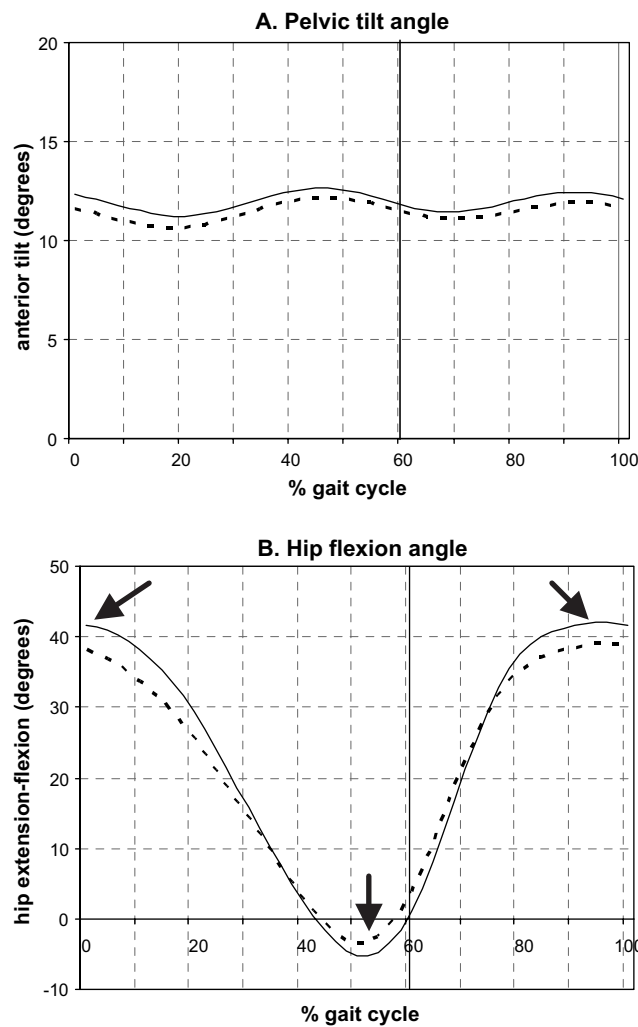 A. Pelvic tilt angle
20
15
10
5
0
anterior tilt (degrees)
0 20 40 60 80 100
% gait cycle
B. Hip flexion angle
50
40
30
20
10
0
-10
hip extension-flexion (degrees)
0 20 40 60 80 100
% gait cycle